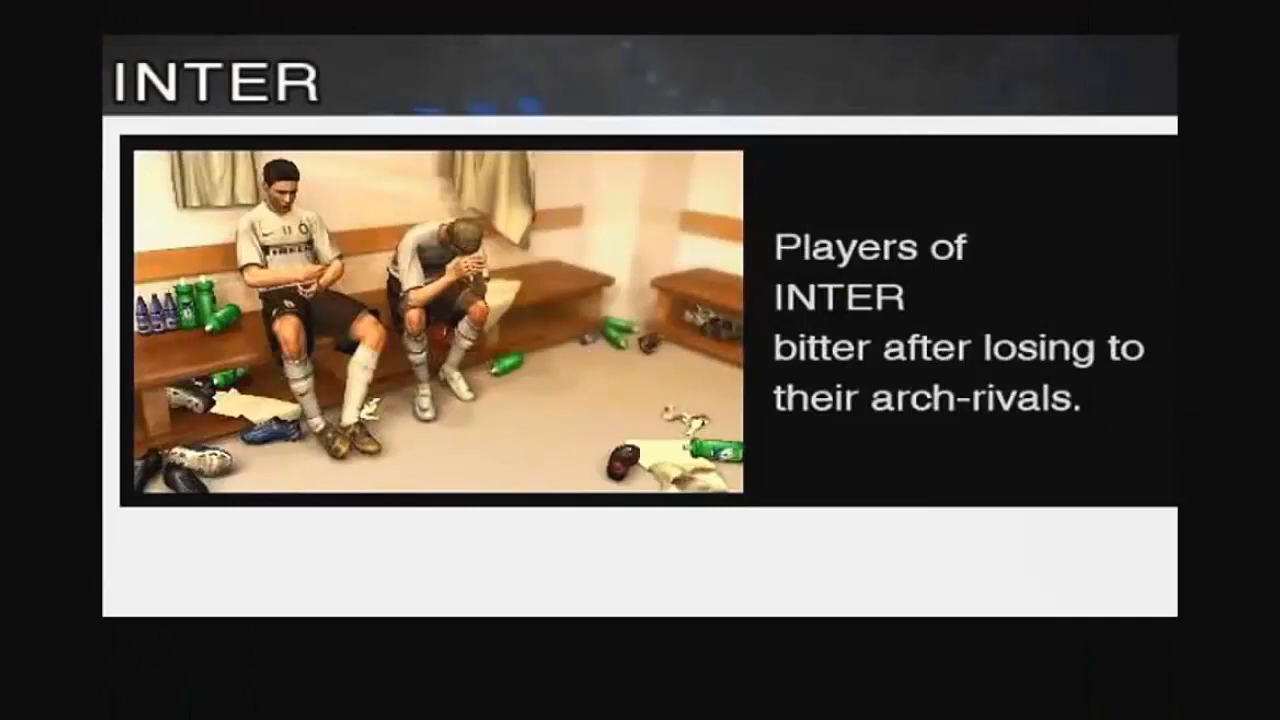 INTER
Players of
INTER
bitter after losing to
their arch-rivals.